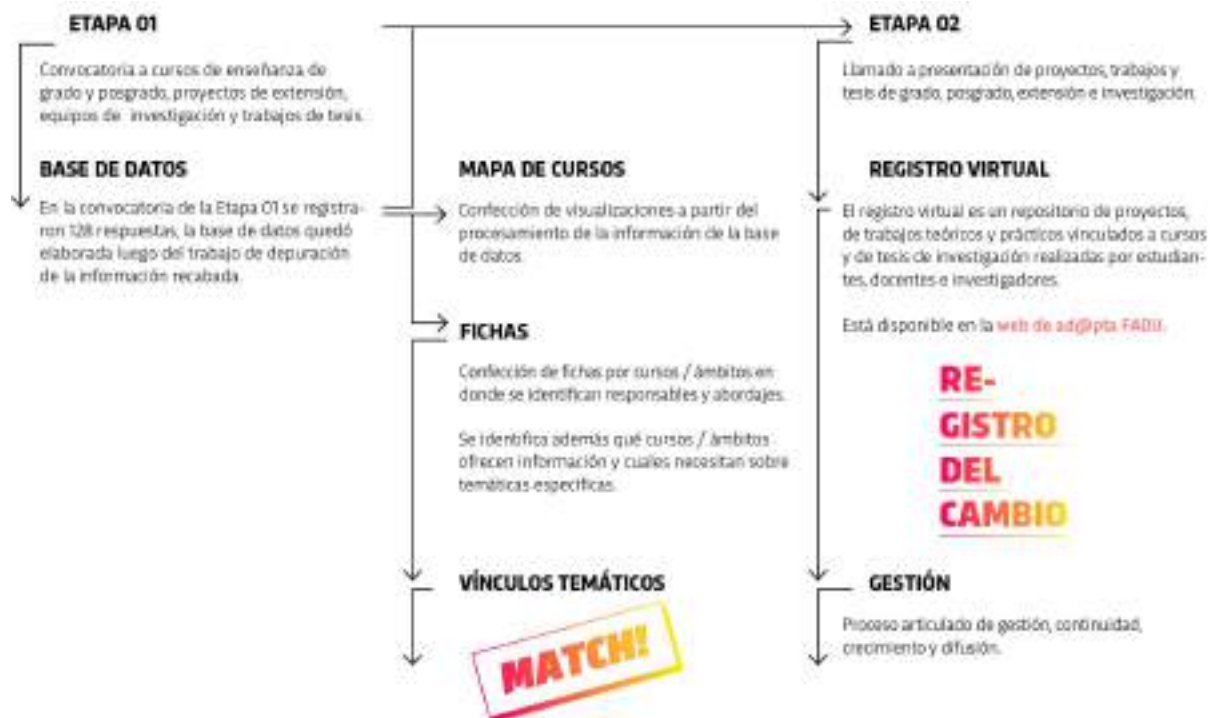 ETAPA 01
Convocatoria a cursos de enseñanza de
grado y posgrado, proyectos de extensión,
equipos de investigación y trabajos de tesis.
BASE DE DATOS
En la convocatoria de la Etapa 01 se registra-
ron 128 respuestas, la base de datos quedó
elaborada luego del trabajo de depuración
de la información recabada.
MAPA DE CURSOS
Confección de visualizaciones a partir del
procesamiento de la información de la base
de datos.
FICHAS
Confección de fichas por cursos / ámbitos en
donde se identifican responsables y abordajes.
Se identifica además qué cursos / ámbitos
ofrecen información y cuales necesitan sobre
temáticas específicas.
VÍNCULOS TEMÁTICOS
MATCH!
ETAPA 02
Llamado a presentación de proyectos, trabajos y
tesis de grado, posgrado, extensión e investigación.
REGISTRO VIRTUAL
El registro virtual es un repositorio de proyectos,
de trabajos teóricos y prácticos vinculados a cursos
y de tesis de investigación realizadas por estudian-
tes, docentes e investigadores.
Está disponible en la web de ad@pta FADU.
RE-
GISTRO
DEL
CAMBIO
GESTIÓN
Proceso articulado de gestión, continuidad,
crecimiento y difusión.